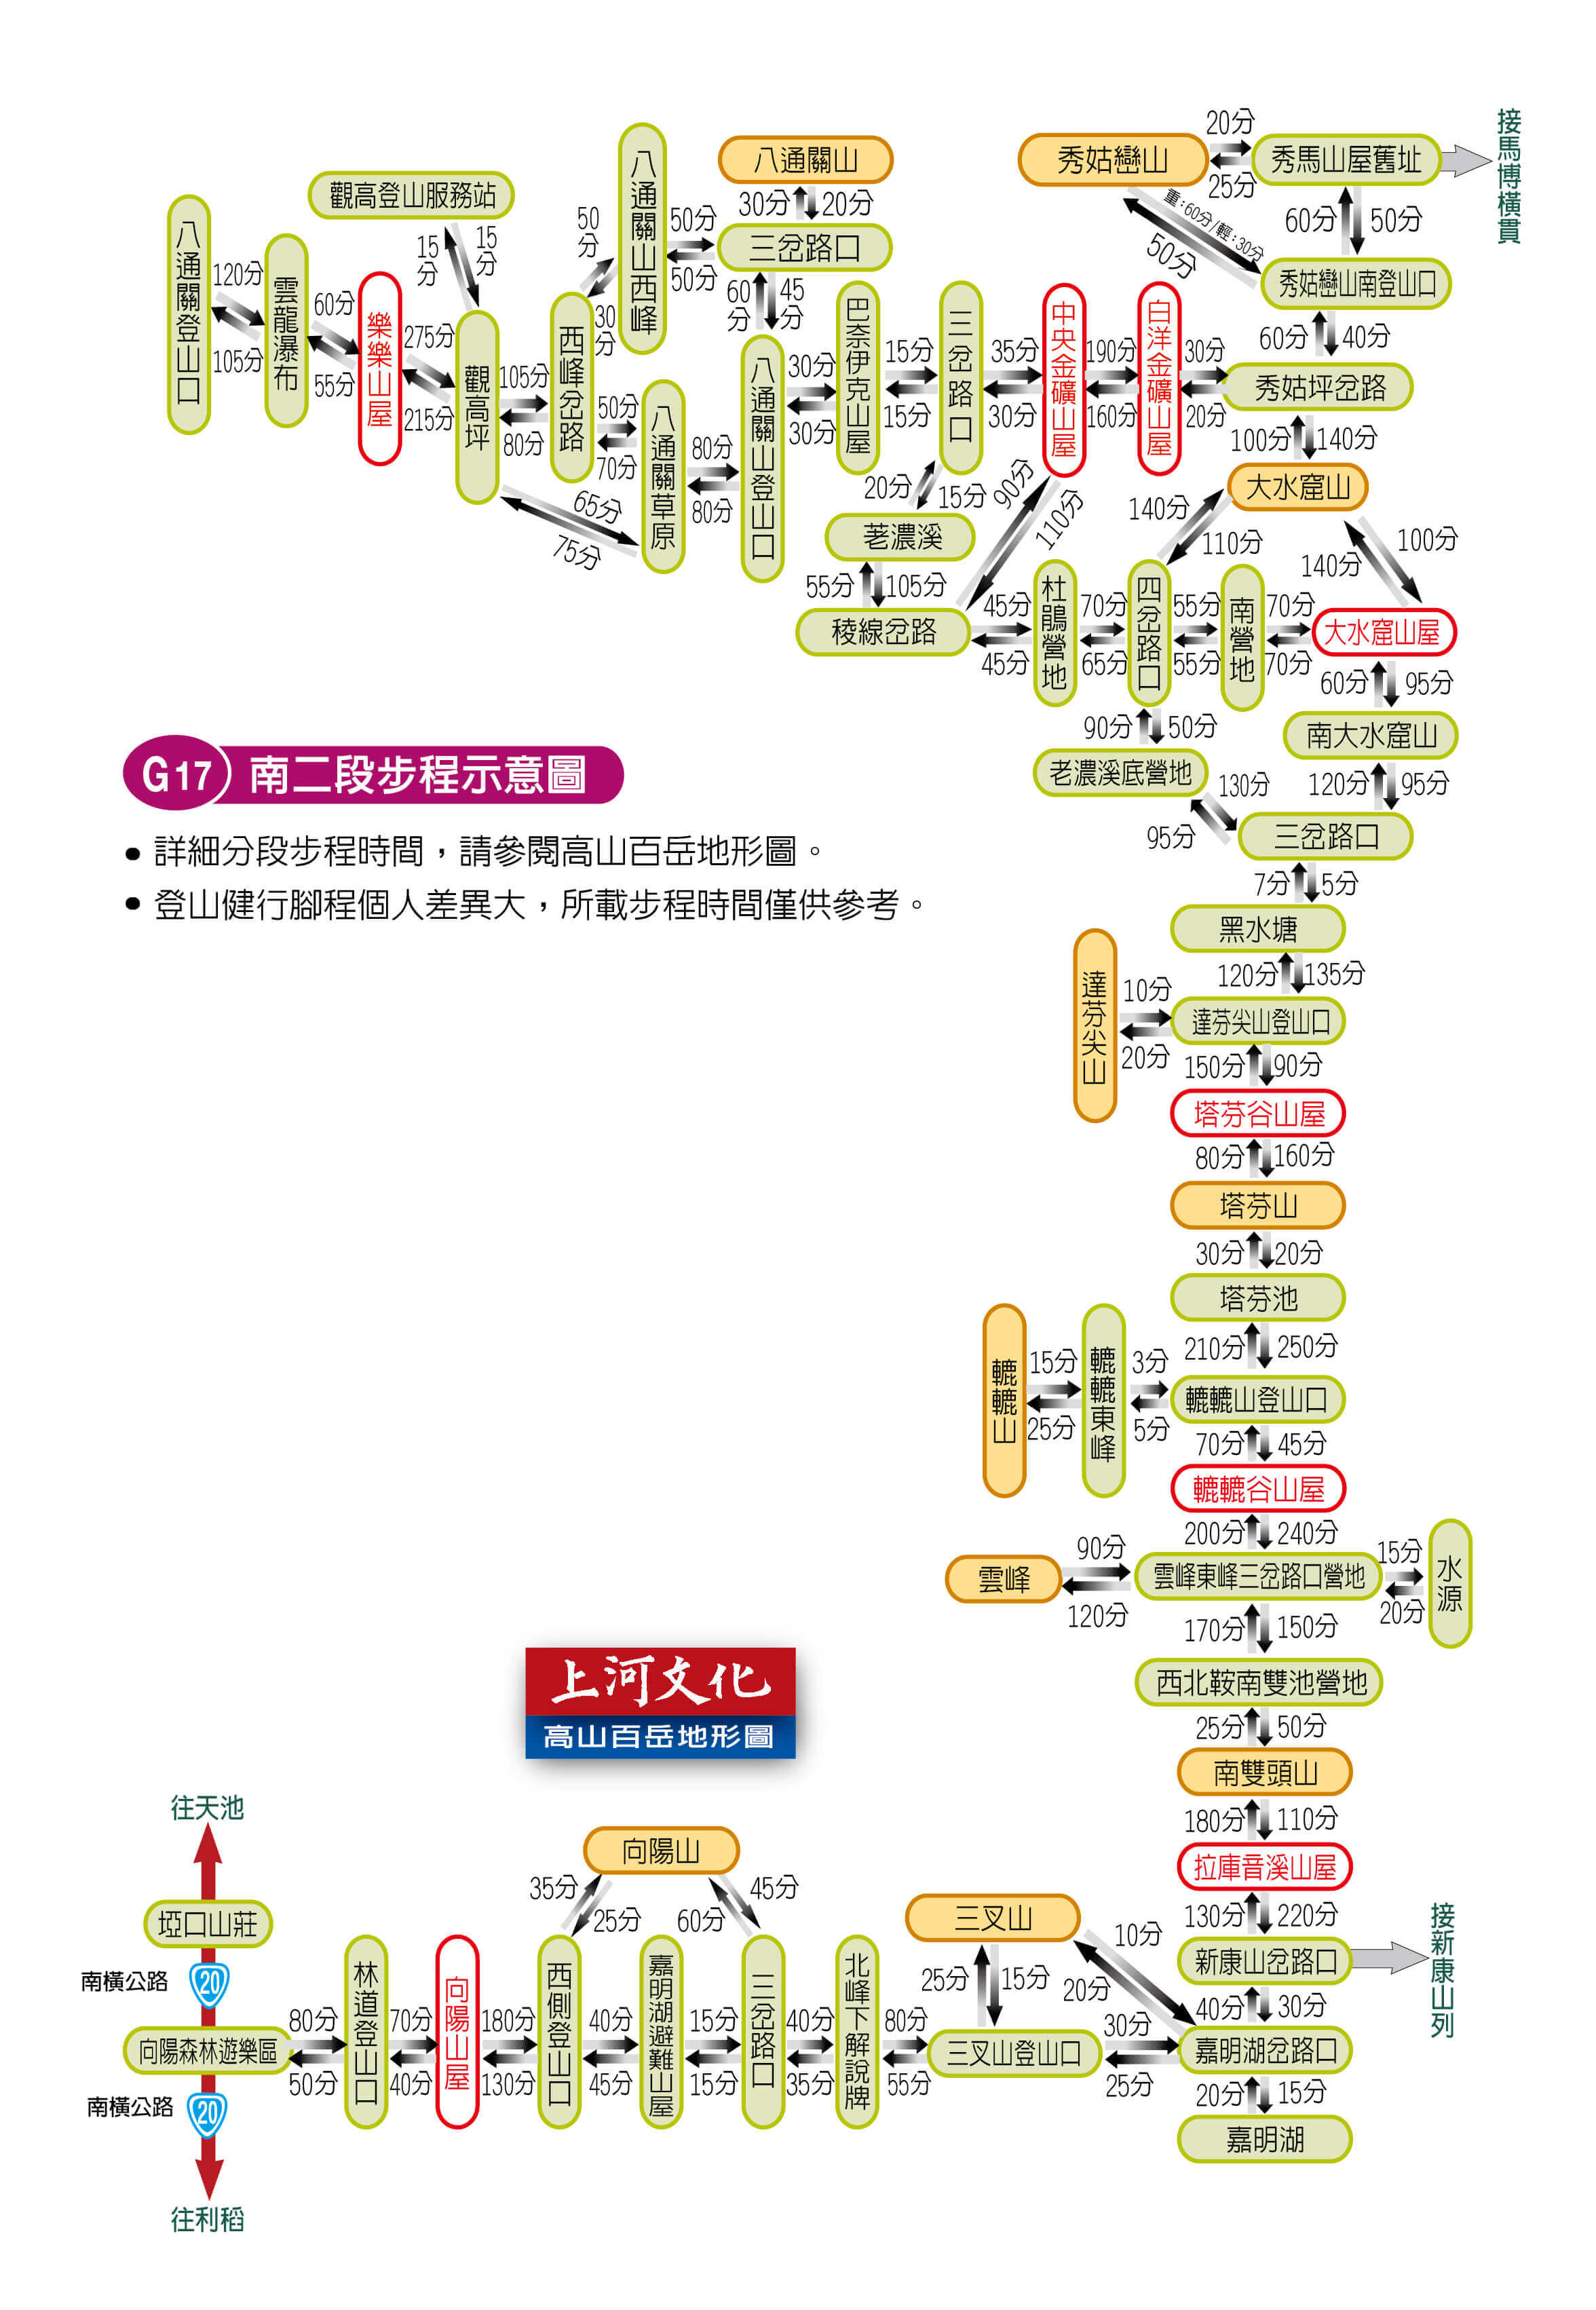 接馬博橫貫
秀姑巒山
20分
25分
秀馬山屋舊址
八通關山
30分
20分
八通關山西峰
50分
50分
三岔路口
觀高登山服務站
15分
15分
50分
30分
60分
45分
重:60分/輕:30分
50分
60分
50分
秀姑巒山南登山口
60分
40分
八通關登山口
120分
105分
雲龍瀑布
60分
55分
樂樂山屋
275分
215分
觀高坪
105分
80分
西峰岔路
50分
70分
八通關草原
65分
75分
80分
80分
八通關山登山口
30分
30分
巴奈伊克山屋
15分
15分
三岔路口
35分
30分
中央金礦山屋
190分
160分
白洋金礦山屋
30分
20分
秀姑坪岔路
100分
140分
大水窟山
20分
15分
荖濃溪
90分
110分
140分
110分
100分
140分
55分
105分
稜線岔路
45分
45分
杜鵑營地
70分
65分
四岔路口
55分
55分
南營地
70分
70分
大水窟山屋
60分
95分
南大水窟山
90分
50分
老濃溪底營地
130分
95分
120分
95分
三岔路口
G17 南二段步程示意圖
• 詳細分段步程時間，請參閱高山百岳地形圖。
• 登山健行腳程個人差異大，所載步程時間僅供參考。
7分
5分
黑水塘
120分
135分
達芬尖山
10分
20分
達芬尖山登山口
150分
90分
塔芬谷山屋
80分
160分
塔芬山
30分
20分
塔芬池
210分
250分
轆轆山
15分
25分
轆轆東峰
3分
5分
轆轆山登山口
70分
45分
轆轆谷山屋
200分
240分
雲峰
90分
120分
雲峰東峰三岔路口營地
15分
20分
水源
170分
150分
西北鞍南雙池營地
25分
50分
南雙頭山
180分
110分
拉庫音溪山屋
130分
220分
新康山岔路口
接新康山列
40分
30分
上河文化
高山百岳地形圖
往天池
埡口山莊
南橫公路
20
向陽森林遊樂區
南橫公路
20
往利稻
80分
50分
林道登山口
70分
40分
向陽山屋
180分
130分
西側登山口
35分
25分
向陽山
45分
60分
40分
45分
嘉明湖避難山屋
15分
15分
三岔路口
40分
35分
北峰下解說牌
80分
55分
三叉山
25分
15分
10分
20分
三叉山登山口
30分
25分
嘉明湖岔路口
20分
15分
嘉明湖